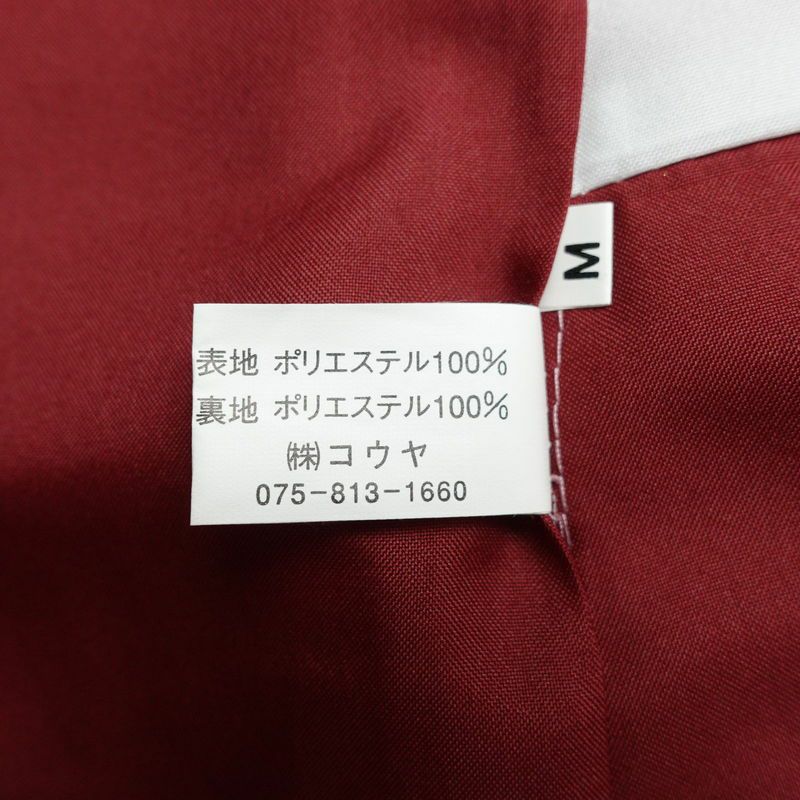 M
表地 ポリエステル100%
裏地 ポリエステル100%
㈱コウヤ
075-813-1660